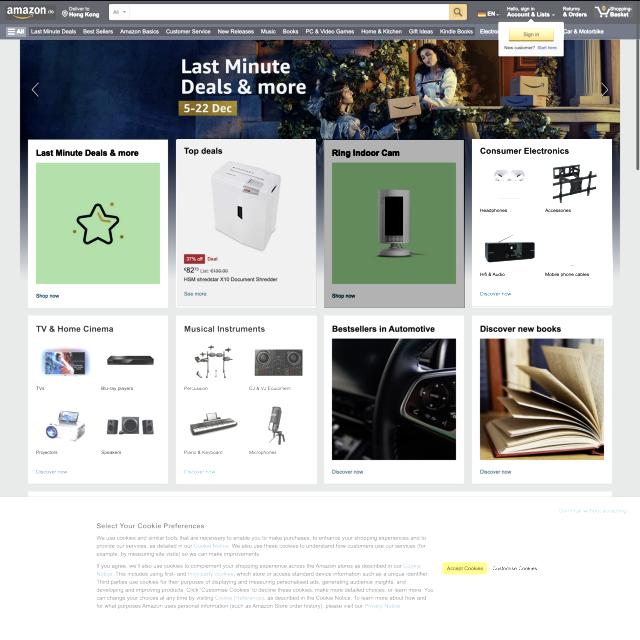 amazon.de
Deliver to
Hong Kong
All
EN
Hello, sign in
Account & Lists
Returns
& Orders
0
Shopping-
Basket
All
Last Minute Deals
Best Sellers
Amazon Basics
Customer Service
New Releases
Music
Books
PC & Video Games
Home & Kitchen
Gift Ideas
Kindle Books
Electro
Car & Motorbike
Sign in
New customer? Start here.
Last Minute
Deals & more
5-22 Dec
Last Minute Deals & more
Shop now
Top deals
37% off Deal
See more
HSM shredstar X10 Document Shredder
Ring Indoor Cam
Shop now
Consumer Electronics
Headphones
Accessories
Hifi & Audio
Mobile phone cables
Discover now
TV & Home Cinema
TVs
Blu-ray players
Projectors
Speakers
Discover now
Musical Instruments
Percussion
DJ & VJ Equipment
Piano & Keyboard
Microphones
Discover now
Bestsellers in Automotive
Discover now
Discover new books
Discover now
Continue without accepting
Select Your Cookie Preferences
We use cookies and similar tools that are necessary to enable you to make purchases, to enhance your shopping experiences and to
provide our services, as detailed in our Cookie Notice. We also use these cookies to understand how customers use our services (for
example, by measuring site visits) so we can make improvements.
If you agree, we'll also use cookies to complement your shopping experience across the Amazon stores as described in our Cookie
Notice. This includes using first- and third-party cookies, which store or access standard device information such as a unique identifier.
Third parties use cookies for their purposes of displaying and measuring personalised ads, generating audience insights, and
developing and improving products. Click 'Customise Cookies' to decline these cookies, make more detailed choices, or learn more. You
can change your choices at any time by visiting Cookie Preferences, as described in the Cookie Notice. To learn more about how and
for what purposes Amazon uses personal information (such as Amazon Store order history), please visit our Privacy Notice.
Accept Cookies
Customise Cookies